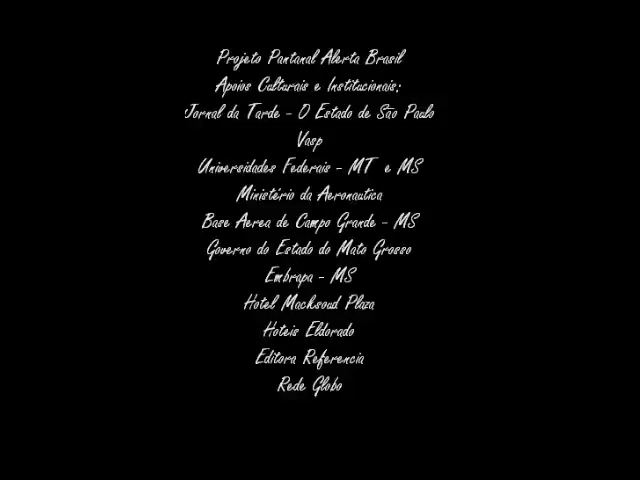 Projeto Pantanal Alerta Brasil
Apoios Culturais e Institucionais:
Jornal da Tarde - O Estado de São Paulo
Vasp
Universidades Federais - MT e MS
Ministério da Aeronautica
Base Aerea de Campo Grande - MS
Governo do Estado do Mato Grosso
Embrapa - MS
Hotel Macksoud Plaza
Hoteis Eldorado
Editora Referencia
Rede Globo